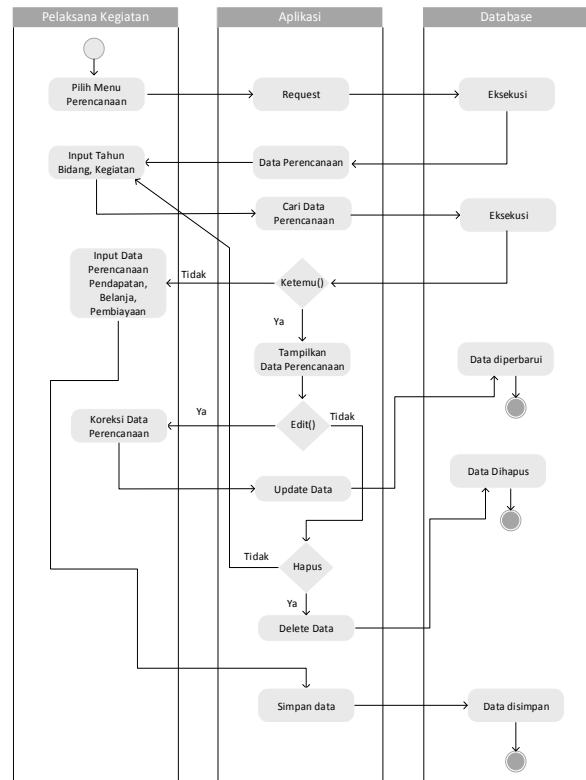 Pelaksana Kegiatan
Aplikasi
Database
Pilih Menu
Perencanaan
Request
Eksekusi
Input Tahun
Bidang, Kegiatan
Data Perencanaan
Cari Data
Perencanaan
Eksekusi
Input Data
Perencanaan
Pendapatan,
Belanja,
Pembiayaan
Tidak
Ketemu()
Ya
Tampilkan
Data Perencanaan
Data diperbarui
Koreksi Data
Perencanaan
Ya
Edit()
Tidak
Update Data
Data Dihapus
Tidak
Hapus
Ya
Delete Data
Simpan data
Data disimpan